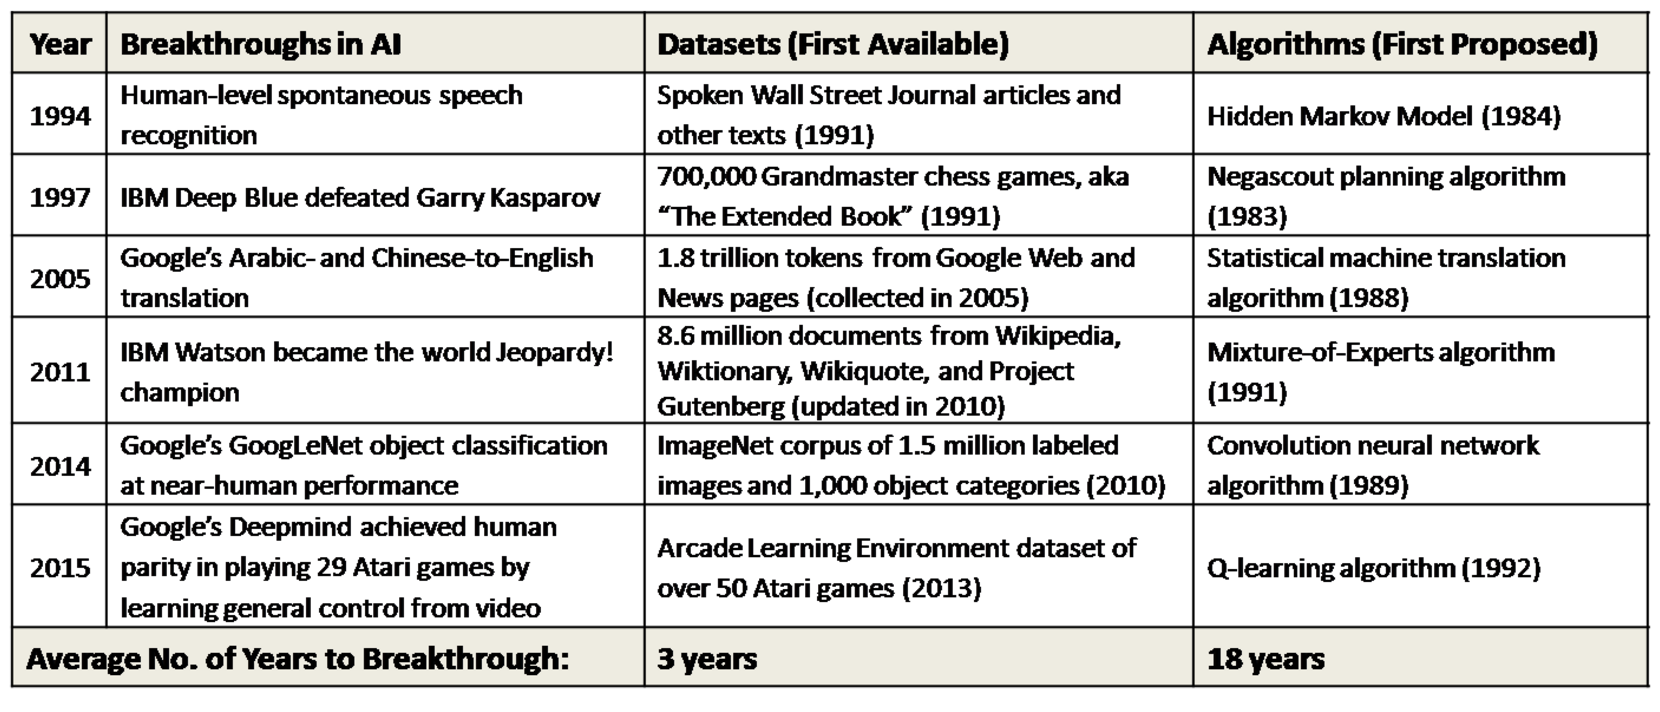 Year Breakthroughs in AI Datasets (First Available) Algorithms (First Proposed)
1994
Human-level spontaneous speech
recognition
Spoken Wall Street Journal articles and
other texts (1991)
Hidden Markov Model (1984)
1997
IBM Deep Blue defeated Garry Kasparov
700,000 Grandmaster chess games, aka
“The Extended Book” (1991)
Negascout planning algorithm
(1983)
2005
Google’s Arabic- and Chinese-to-English
translation
1.8 trillion tokens from Google Web and
News pages (collected in 2005)
Statistical machine translation
algorithm (1988)
2011
IBM Watson became the world Jeopardy!
champion
8.6 million documents from Wikipedia,
Wiktionary, Wikiquote, and Project
Gutenberg (updated in 2010)
Mixture-of-Experts algorithm
(1991)
2014
Google’s GoogLeNet object classification
at near-human performance
ImageNet corpus of 1.5 million labeled
images and 1,000 object categories (2010)
Convolution neural network
algorithm (1989)
2015
Google’s Deepmind achieved human
parity in playing 29 Atari games by
learning general control from video
Arcade Learning Environment dataset of
over 50 Atari games (2013)
Q-learning algorithm (1992)
Average No. of Years to Breakthrough: 3 years 18 years